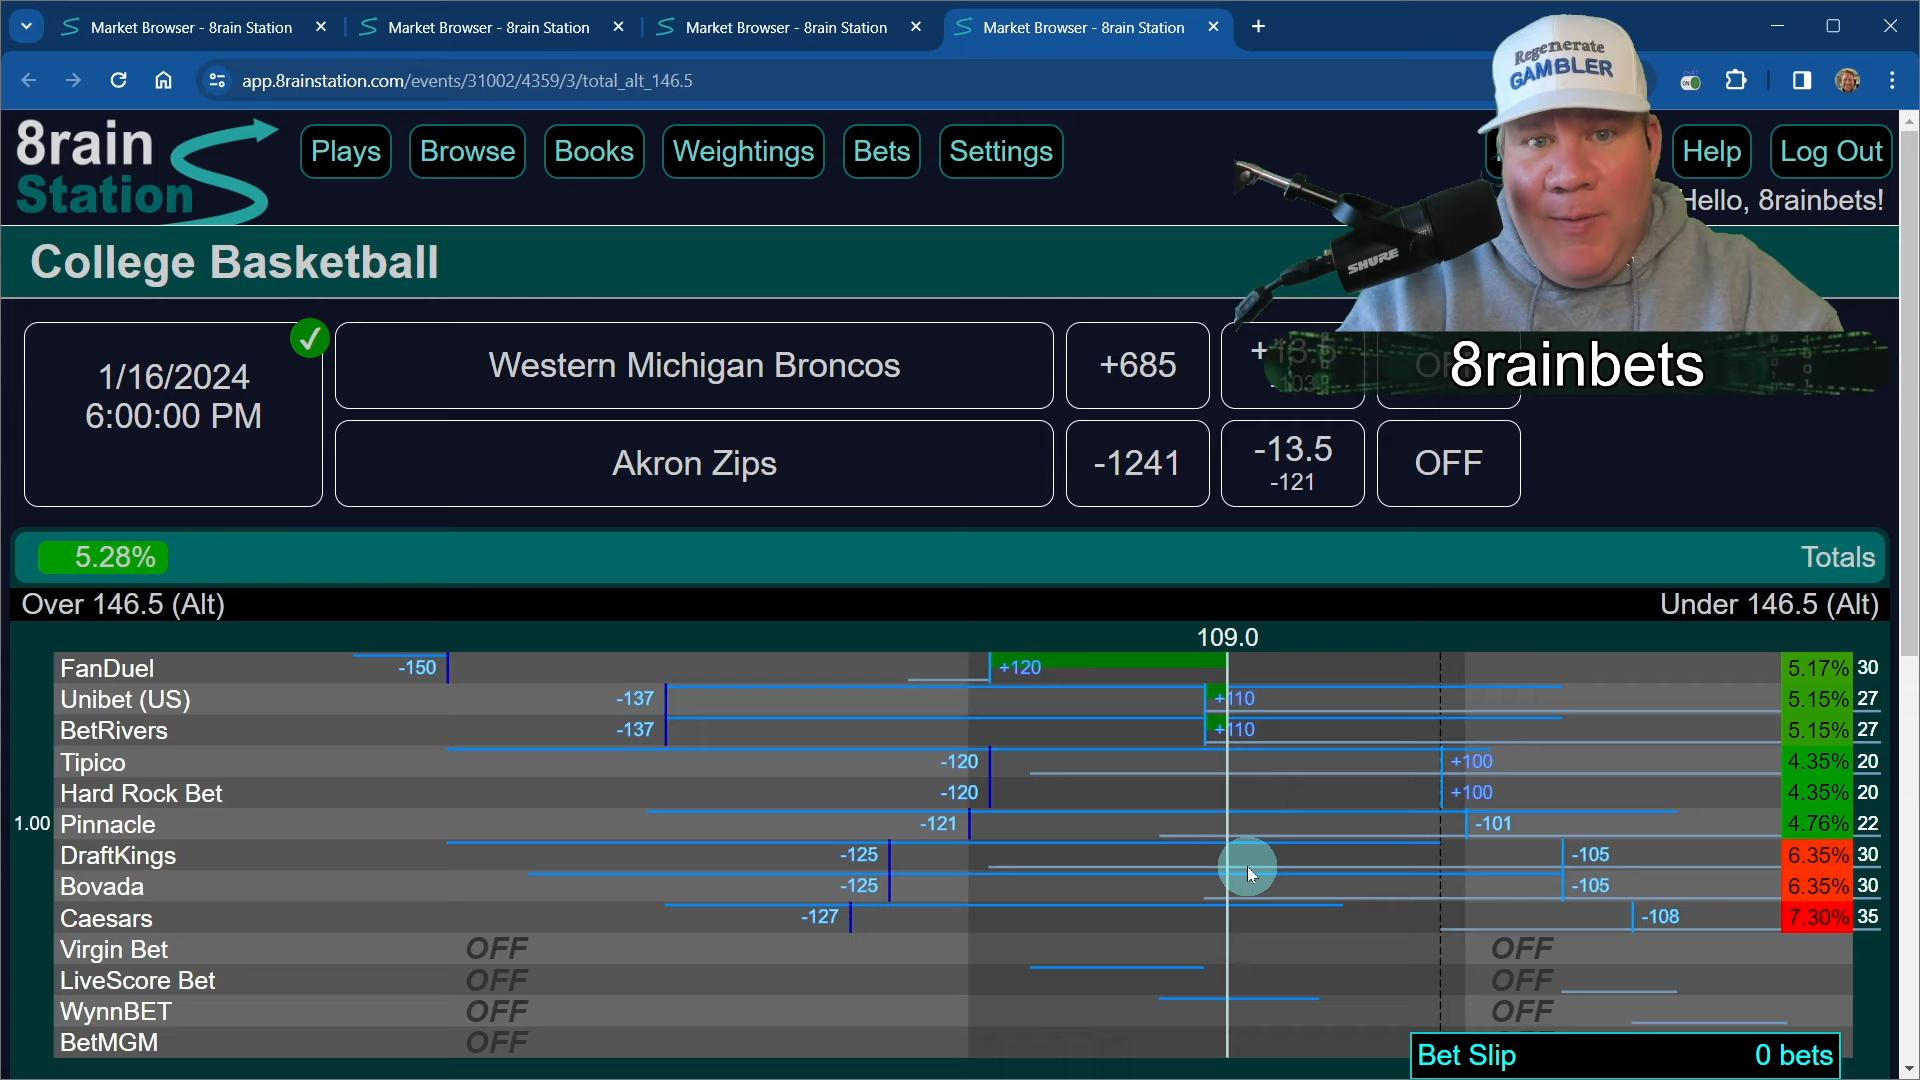 Market Browser - 8rain Station
Market Browser - 8rain Station
Market Browser - 8rain Station
Market Browser - 8rain Station
app.8rainstation.com/events/31002/4359/3/total_alt_146.5
Regenerate
GAMBLER
8rain
Station
Plays
Browse
Books
Weightings
Bets
Settings
Help
Log Out
Hello, 8rainbets!
SHURE
College Basketball
1/16/2024
6:00:00 PM
Western Michigan Broncos
+685
+13.5
8rainbets
Akron Zips
-1241
-13.5
-121
OFF
5.28%
Totals
Over 146.5 (Alt)
Under 146.5 (Alt)
109.0
FanDuel -150 +120 5.17% 30
Unibet (US) -137 +110 5.15% 27
BetRivers -137 +110 5.15% 27
Tipico -120 +100 4.35% 20
Hard Rock Bet -120 +100 4.35% 20
1.00 Pinnacle -121 -101 4.76% 22
DraftKings -125 -105 6.35% 30
Bovada -125 -105 6.35% 30
Caesars -127 -108 7.30% 35
Virgin Bet OFF OFF
LiveScore Bet OFF OFF
WynnBET OFF OFF
BetMGM OFF
Bet Slip 0 bets